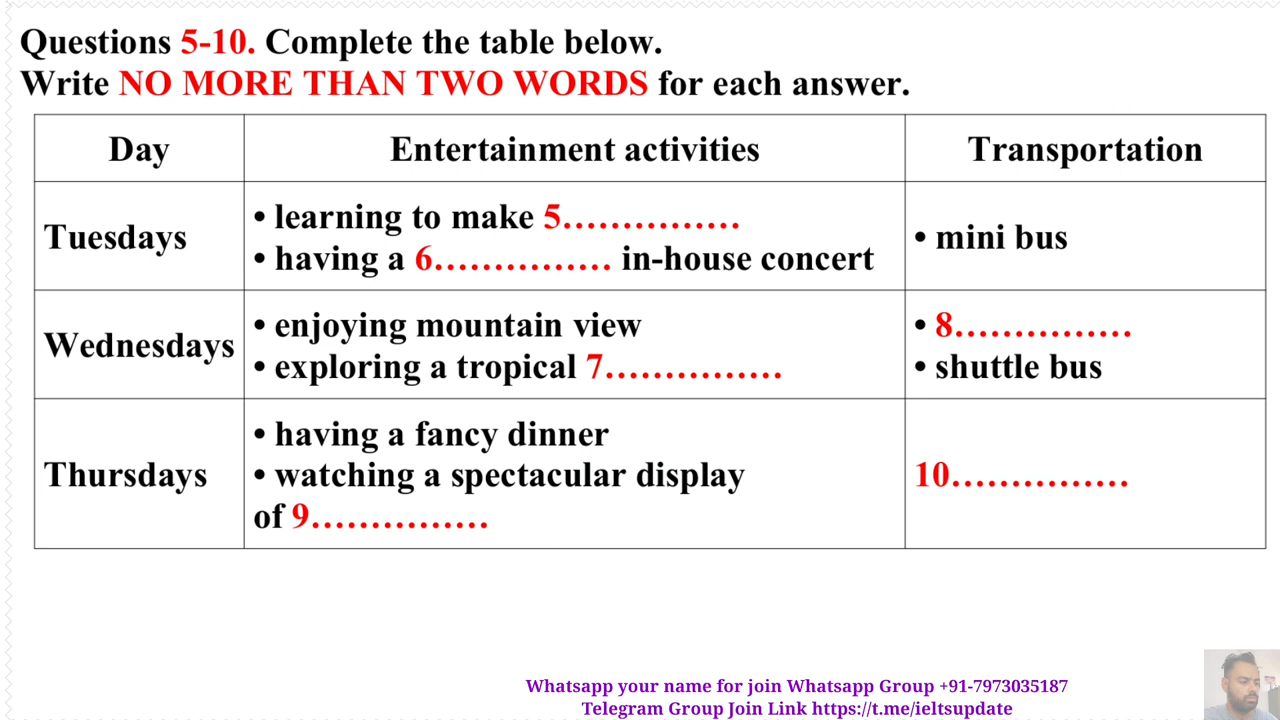 Questions 5-10. Complete the table below.
Write NO MORE THAN TWO WORDS for each answer.
Day Entertainment activities Transportation
Tuesdays
• learning to make 5……………
• having a 6…………… in-house concert
• mini bus
Wednesdays
• enjoying mountain view
• exploring a tropical 7……………
• 8……………
• shuttle bus
Thursdays
• having a fancy dinner
• watching a spectacular display
of 9……………
10……………
Whatsapp your name for join Whatsapp Group +91-7973035187
Telegram Group Join Link https://t.me/ieltsupdate